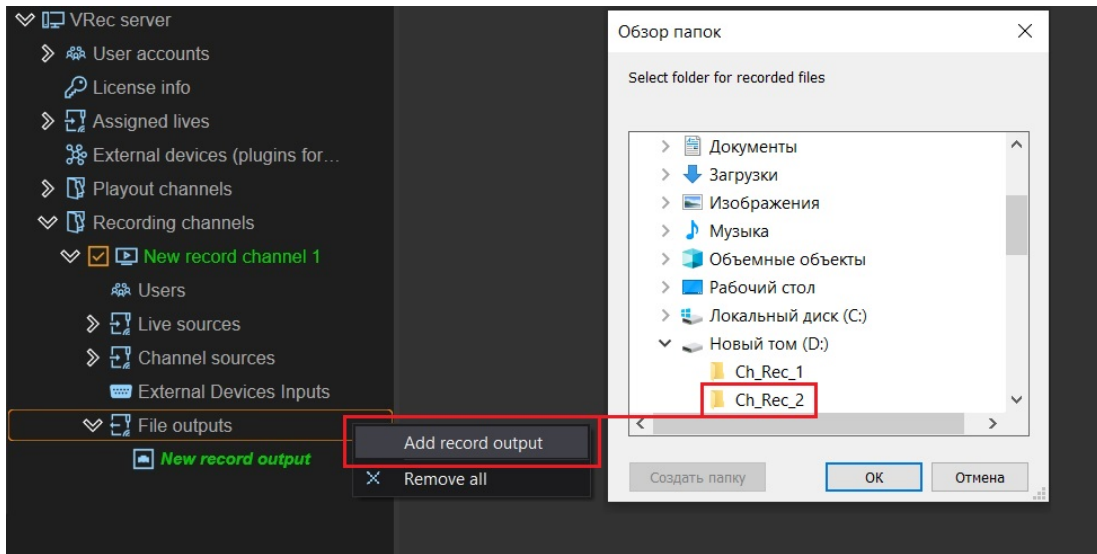 VRec server
User accounts
License info
Assigned lives
External devices (plugins for...
Playout channels
Recording channels
New record channel 1
Users
Live sources
Channel sources
External Devices Inputs
File outputs
New record output
Add record output
Remove all
Обзор папок
Select folder for recorded files
Документы
Загрузки
Изображения
Музыка
Объемные объекты
Рабочий стол
Локальный диск (C:)
Новый том (D:)
Ch_Rec_1
Ch_Rec_2
Создать папку
ОК
Отмена